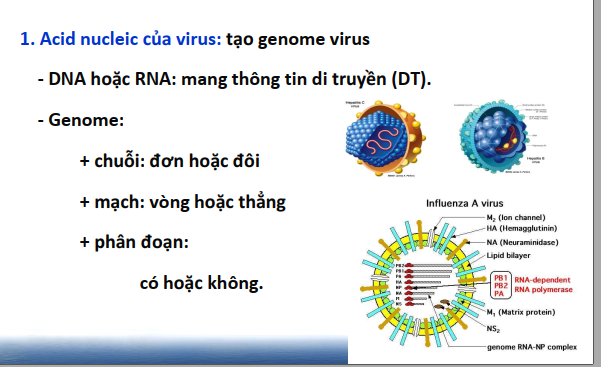 1. Acid nucleic của virus: tạo genome virus
- DNA hoặc RNA: mang thông tin di truyền (DT).
- Genome:
+ chuỗi: đơn hoặc đôi
+ mạch: vòng hoặc thẳng
+ phân đoạn:
có hoặc không.
Hepatitis C
virus
Hepatitis B
virus
Influenza A virus
M2 (Ion channel)
HA (Hemagglutinin)
NA (Neuraminidase)
Lipid bilayer
PB1
PB2
PA
RNA-dependent
RNA polymerase
M1 (Matrix protein)
NS2
genome RNA-NP complex
PB2
PB1
PA
HA
NP
NA
M
NS